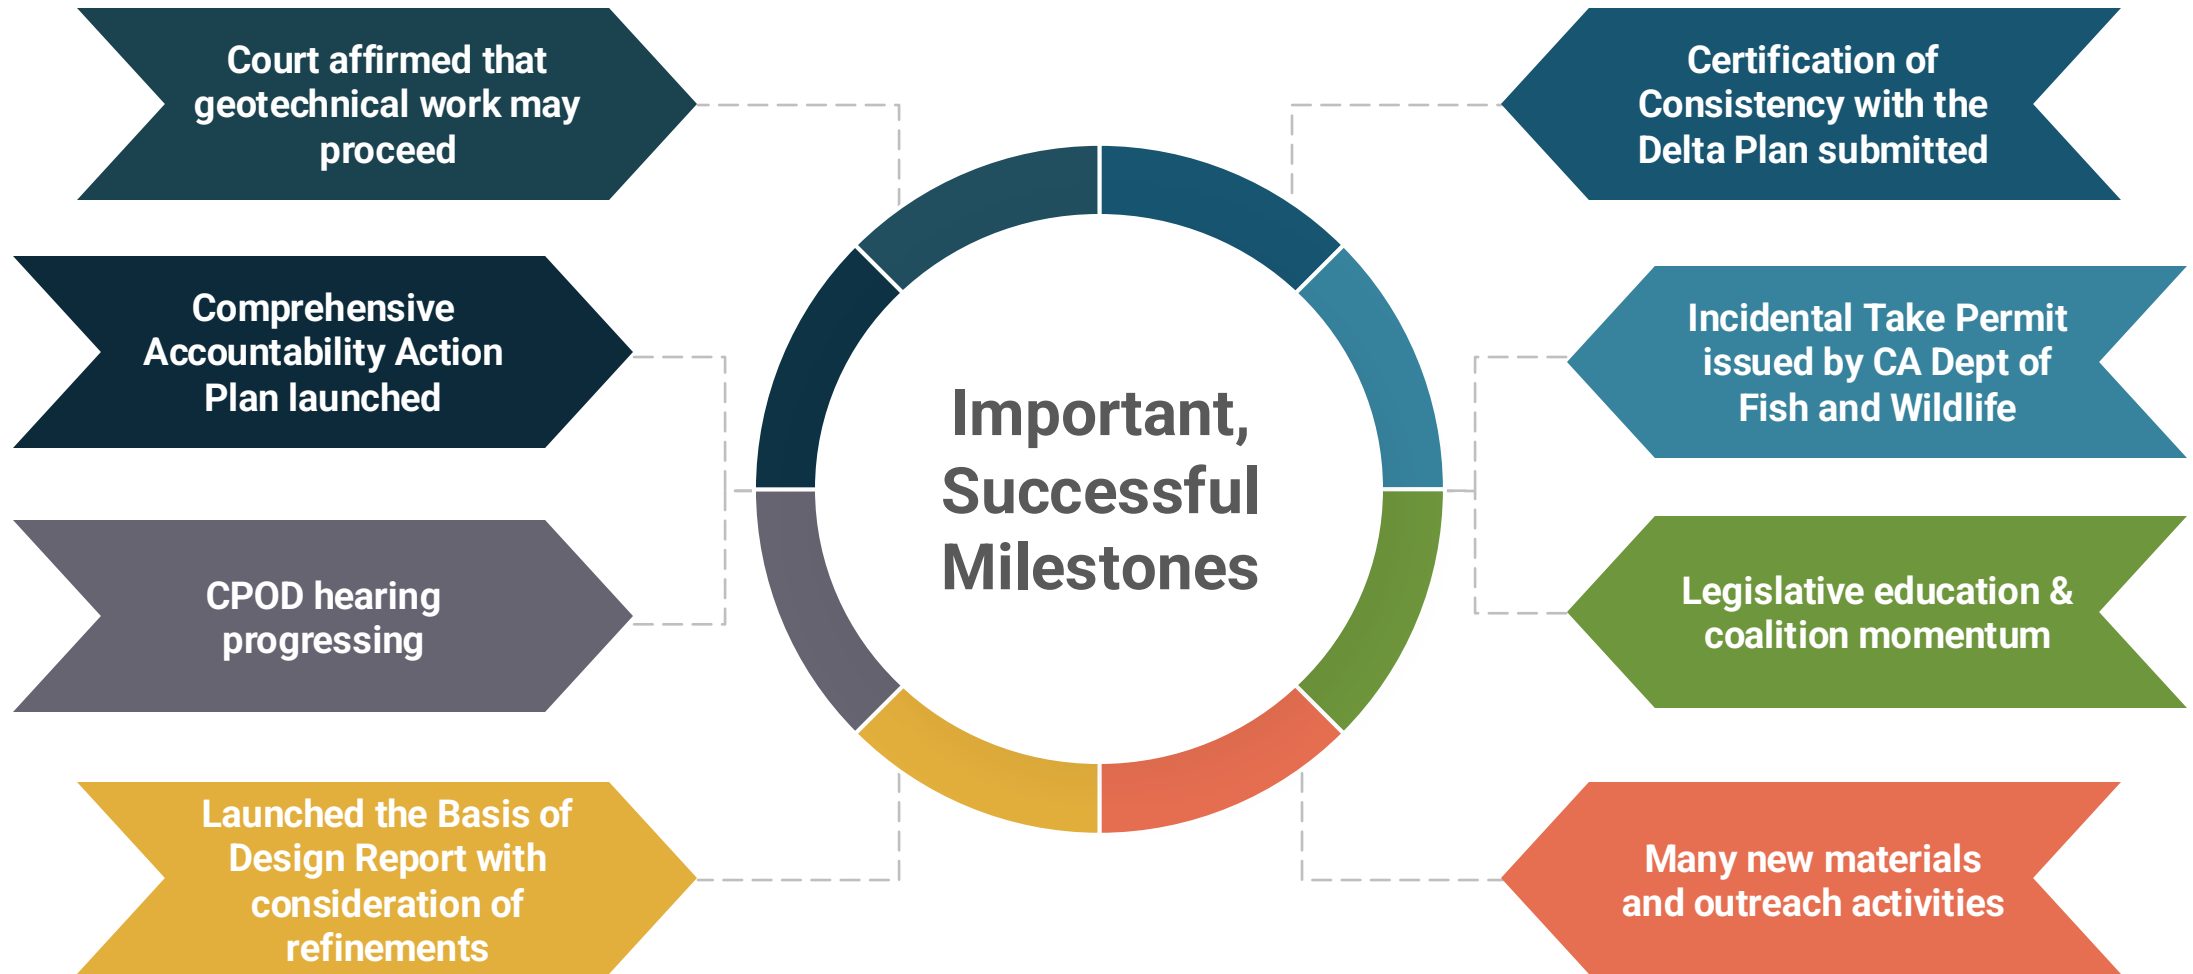 Court affirmed that
geotechnical work may
proceed
Comprehensive
Accountability Action
Plan launched
CPOD hearing
progressing
Launched the Basis of
Design Report with
consideration of
refinements
Important,
Successful
Milestones
Certification of
Consistency with the
Delta Plan submitted
Incidental Take Permit
issued by CA Dept of
Fish and Wildlife
Legislative education &
coalition momentum
Many new materials
and outreach activities